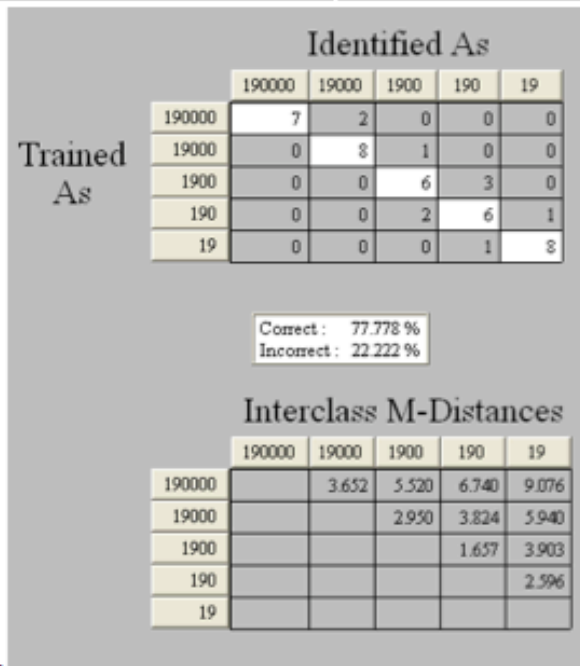 Identified As
190000 19000 1900 190 19
190000 7 2 0 0 0
Trained As
19000 0 8 1 0 0
1900 0 0 6 3 0
190 0 0 2 6 1
19 0 0 0 1 8
Correct : 77.778 %
Incorrect : 22.222 %
Interclass M-Distances
190000 19000 1900 190 19
190000 3.652 5.520 6.740 9.076
19000 2.950 3.824 5.940
1900 1.657 3.903
190 2.596
19